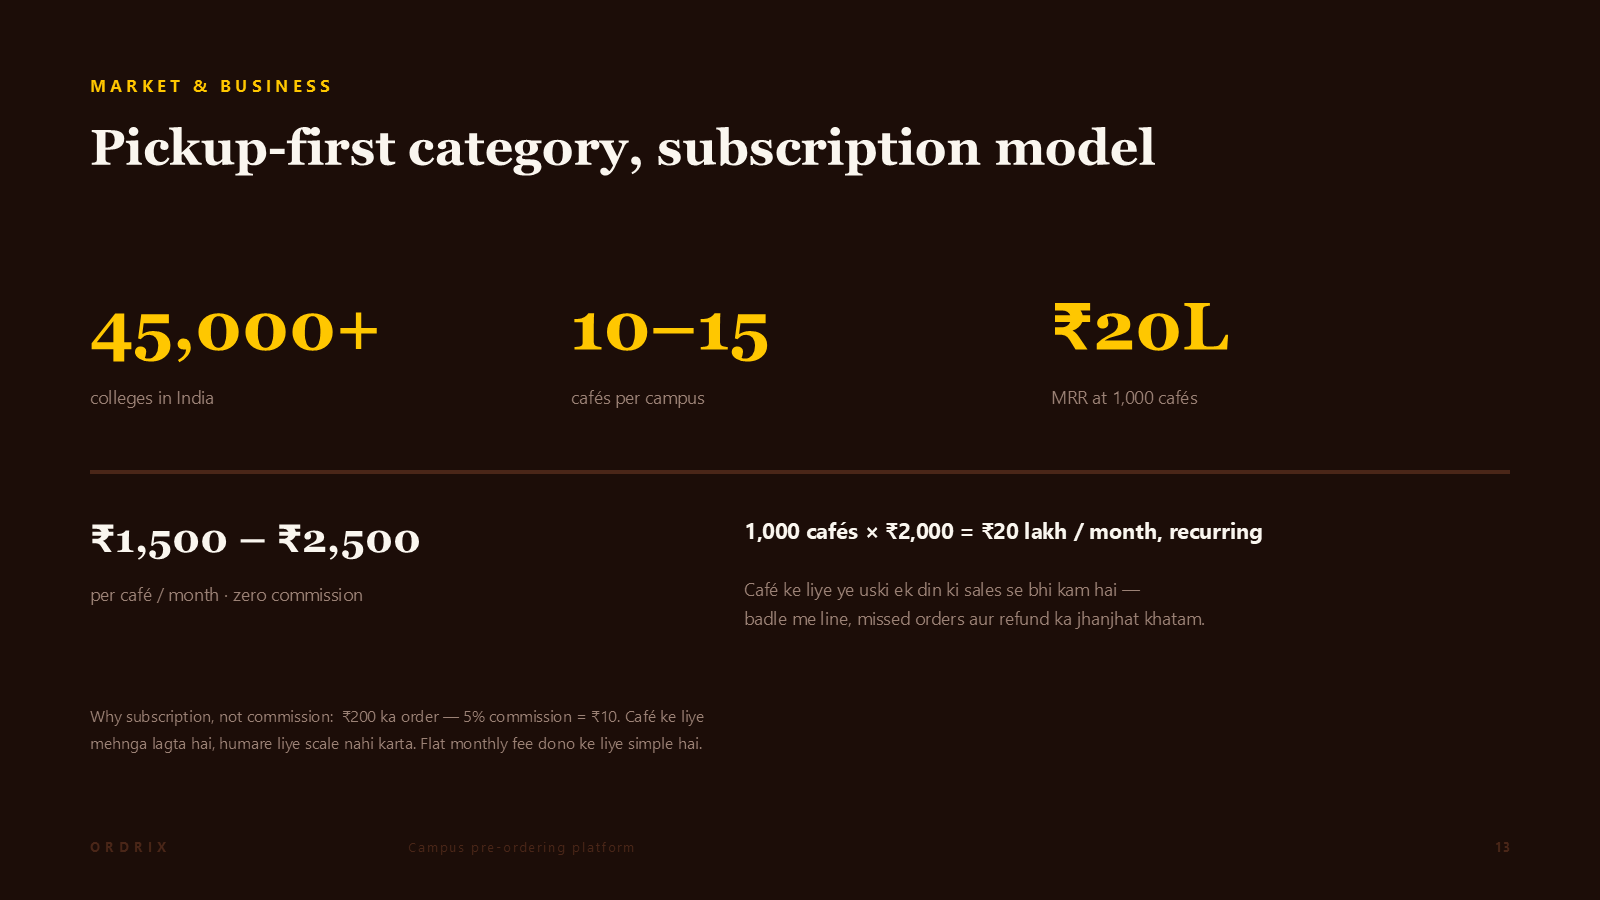 MARKET & BUSINESS
Pickup-first category, subscription model
45,000+
colleges in India
10–15
cafés per campus
₹20L
MRR at 1,000 cafés
₹1,500 – ₹2,500
per café / month · zero commission
1,000 cafés × ₹2,000 = ₹20 lakh / month, recurring
Café ke liye ye uski ek din ki sales se bhi kam hai —
badle me line, missed orders aur refund ka jhanjhat khatam.
Why subscription, not commission: ₹200 ka order — 5% commission = ₹10. Café ke liye
mehnga lagta hai, humare liye scale nahi karta. Flat monthly fee dono ke liye simple hai.
ORDRIX
Campus pre-ordering platform
13